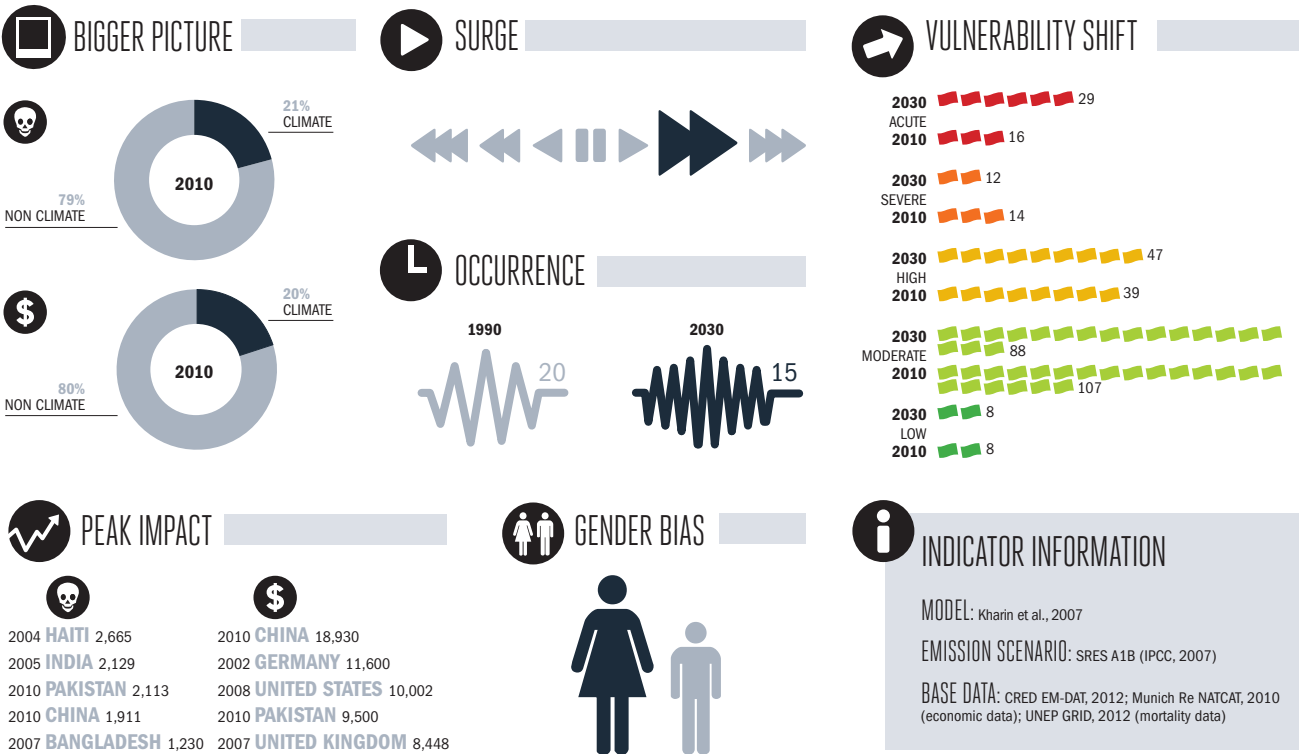 BIGGER PICTURE
21%
CLIMATE
2010
79%
NON CLIMATE
$
20%
CLIMATE
2010
80%
NON CLIMATE
SURGE
OCCURRENCE
1990
20
2030
15
VULNERABILITY SHIFT
2030 29
ACUTE
2010 16
2030 12
SEVERE
2010 14
2030 47
HIGH
2010 39
2030
MODERATE 88
2010
107
2030 8
LOW
2010 8
PEAK IMPACT
2004 HAITI 2,665
2005 INDIA 2,129
2010 PAKISTAN 2,113
2010 CHINA 1,911
2007 BANGLADESH 1,230
$
2010 CHINA 18,930
2002 GERMANY 11,600
2008 UNITED STATES 10,002
2010 PAKISTAN 9,500
2007 UNITED KINGDOM 8,448
GENDER BIAS
i
INDICATOR INFORMATION
MODEL: Kharin et al., 2007
EMISSION SCENARIO: SRES A1B (IPCC, 2007)
BASE DATA: CRED EM-DAT, 2012; Munich Re NATCAT, 2010
(economic data); UNEP GRID, 2012 (mortality data)